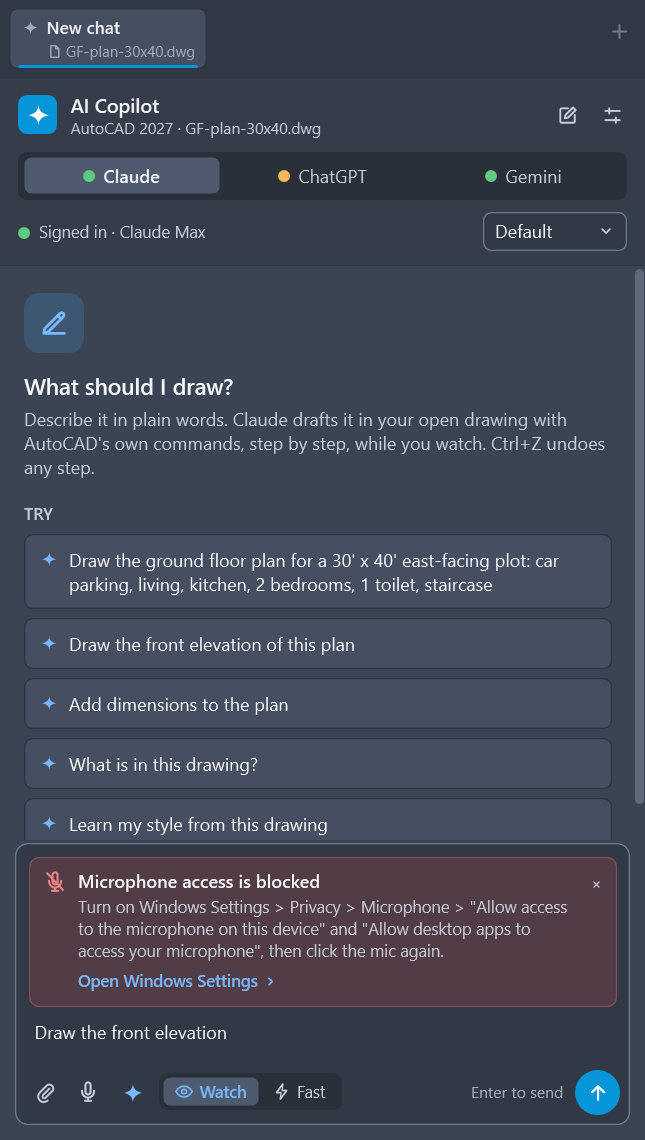 New chat
GF-plan-30x40.dwg
AI Copilot
AutoCAD 2027 · GF-plan-30x40.dwg
Claude
ChatGPT
Gemini
Signed in · Claude Max
Default
What should I draw?
Describe it in plain words. Claude drafts it in your open drawing with
AutoCAD's own commands, step by step, while you watch. Ctrl+Z undoes
any step.
TRY
Draw the ground floor plan for a 30' x 40' east-facing plot: car
parking, living, kitchen, 2 bedrooms, 1 toilet, staircase
Draw the front elevation of this plan
Add dimensions to the plan
What is in this drawing?
Learn my style from this drawing
Microphone access is blocked
Turn on Windows Settings > Privacy > Microphone > "Allow access
to the microphone on this device" and "Allow desktop apps to
access your microphone", then click the mic again.
Open Windows Settings
Draw the front elevation
Watch
Fast
Enter to send